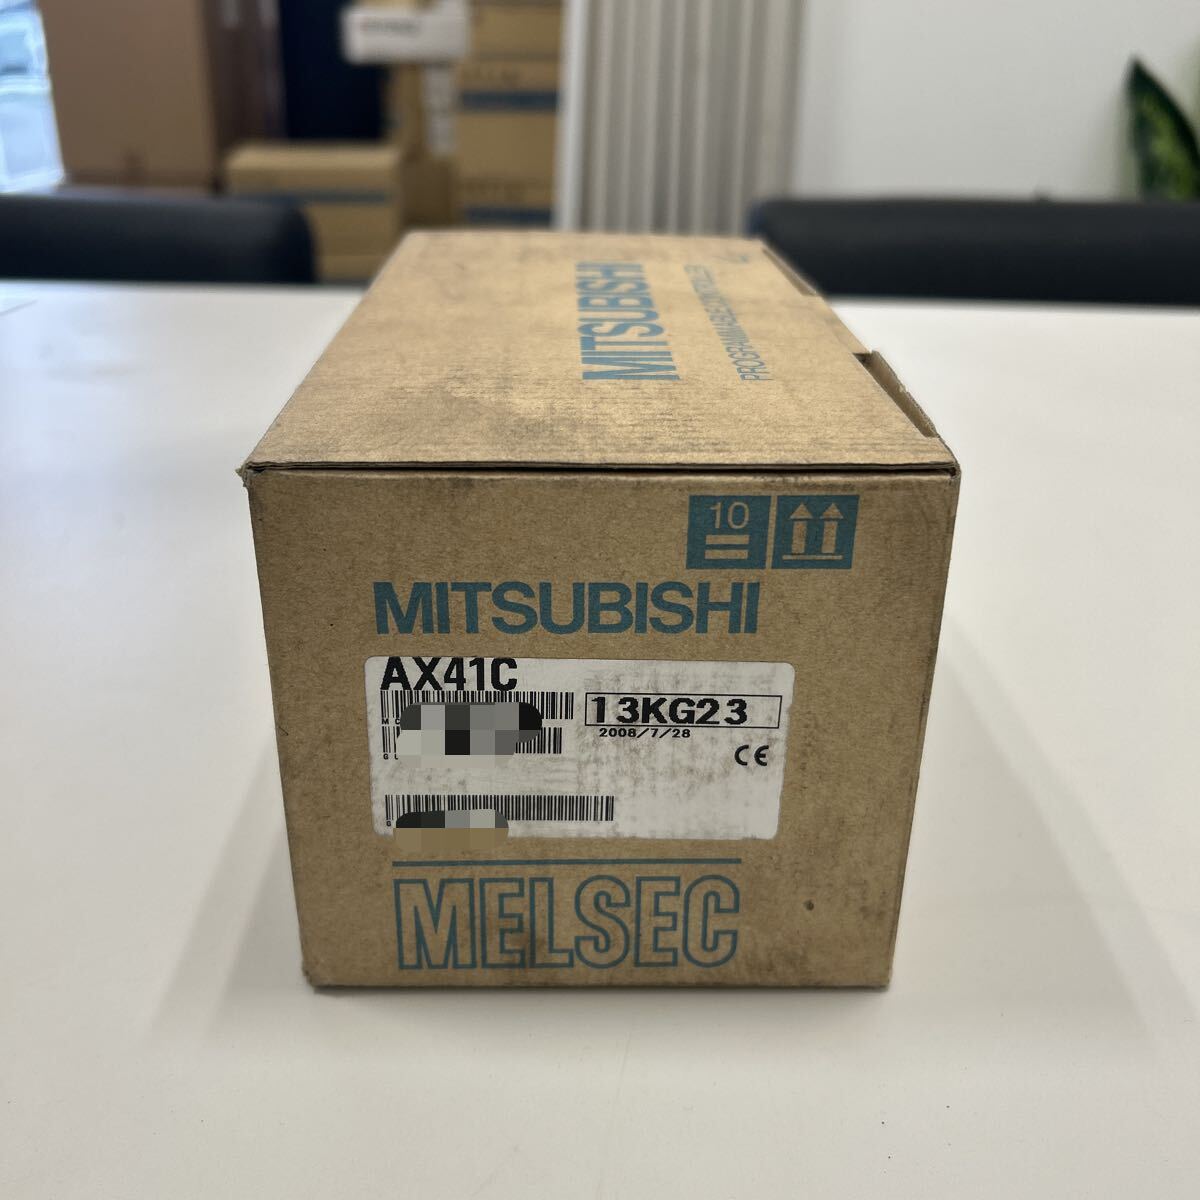 MITSUBISHI
PROGRAMMABLE CONTROLLER
10
MITSUBISHI
AX41C
13KG23
2008/7/28
CE
MELSEC